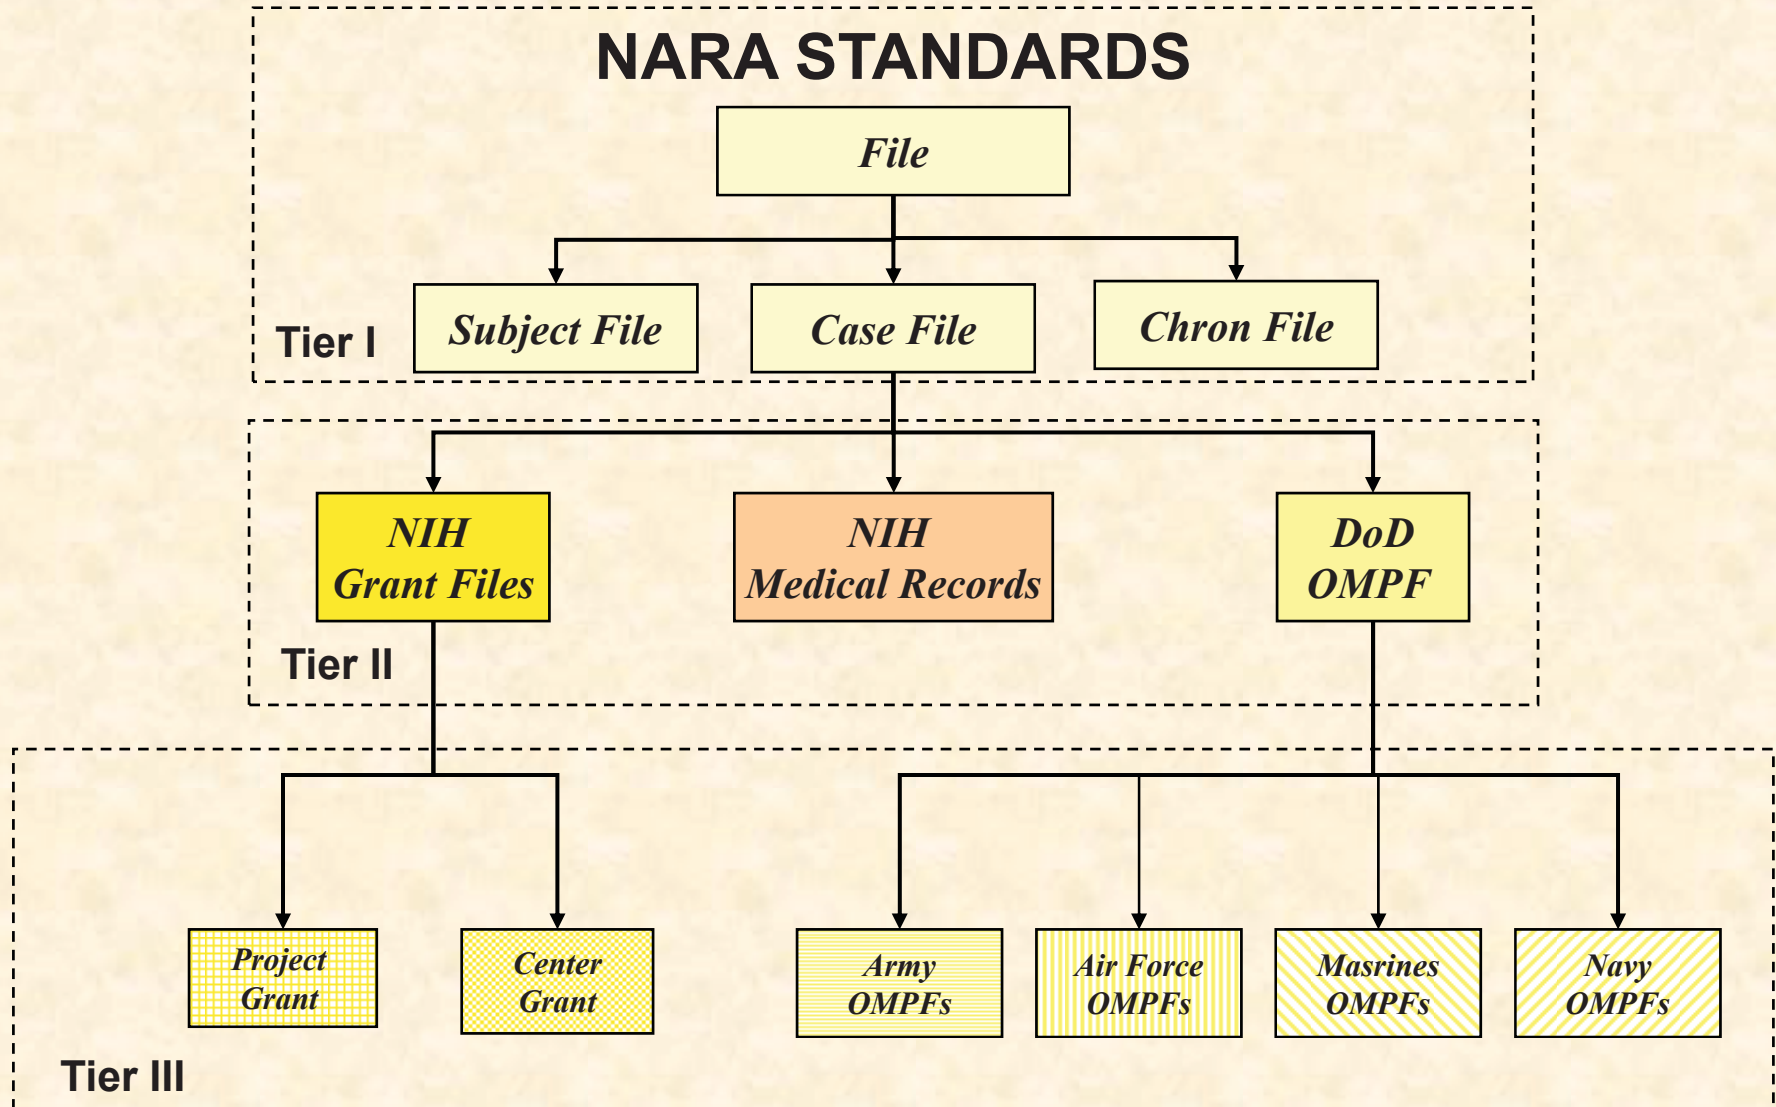 NARA STANDARDS
File
Subject File
Case File
Chron File
Tier I
NIH
Grant Files
NIH
Medical Records
DoD
OMPF
Tier II
Project
Grant
Center
Grant
Army
OMPFs
Air Force
OMPFs
Masrines
OMPFs
Navy
OMPFs
Tier III